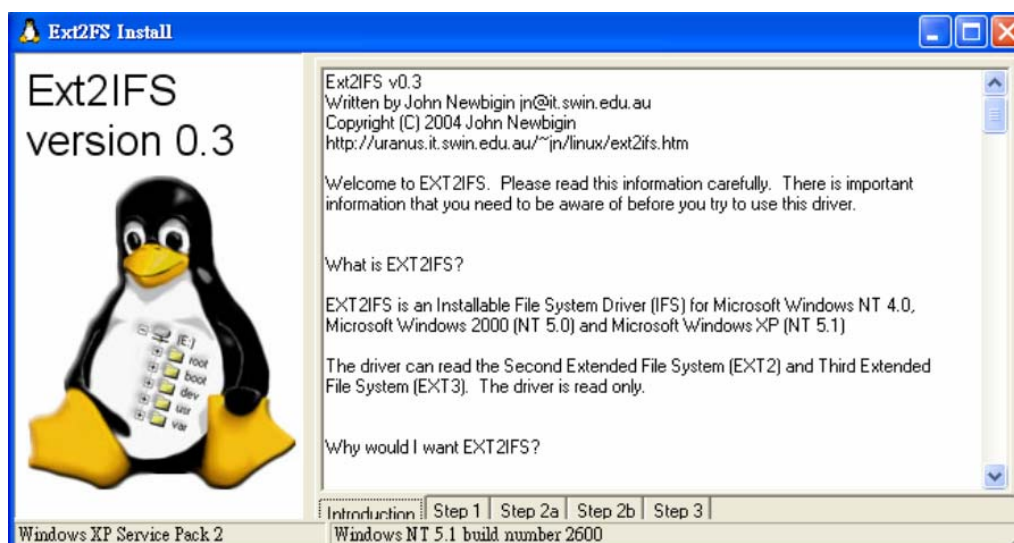 Ext2FS Install
Ext2IFS
version 0.3
(E:)
root
boot
dev
usr
var
Ext2IFS v0.3
Written by John Newbigin jn@it.swin.edu.au
Copyright (C) 2004 John Newbigin
http://uranus.it.swin.edu.au/~jn/linux/ext2ifs.htm
Welcome to EXT2IFS. Please read this information carefully. There is important
information that you need to be aware of before you try to use this driver.
What is EXT2IFS?
EXT2IFS is an Installable File System Driver (IFS) for Microsoft Windows NT 4.0,
Microsoft Windows 2000 (NT 5.0) and Microsoft Windows XP (NT 5.1)
The driver can read the Second Extended File System (EXT2) and Third Extended
File System (EXT3). The driver is read only.
Why would I want EXT2IFS?
Introduction Step 1 Step 2a Step 2b Step 3
Windows XP Service Pack 2 Windows NT 5.1 build number 2600